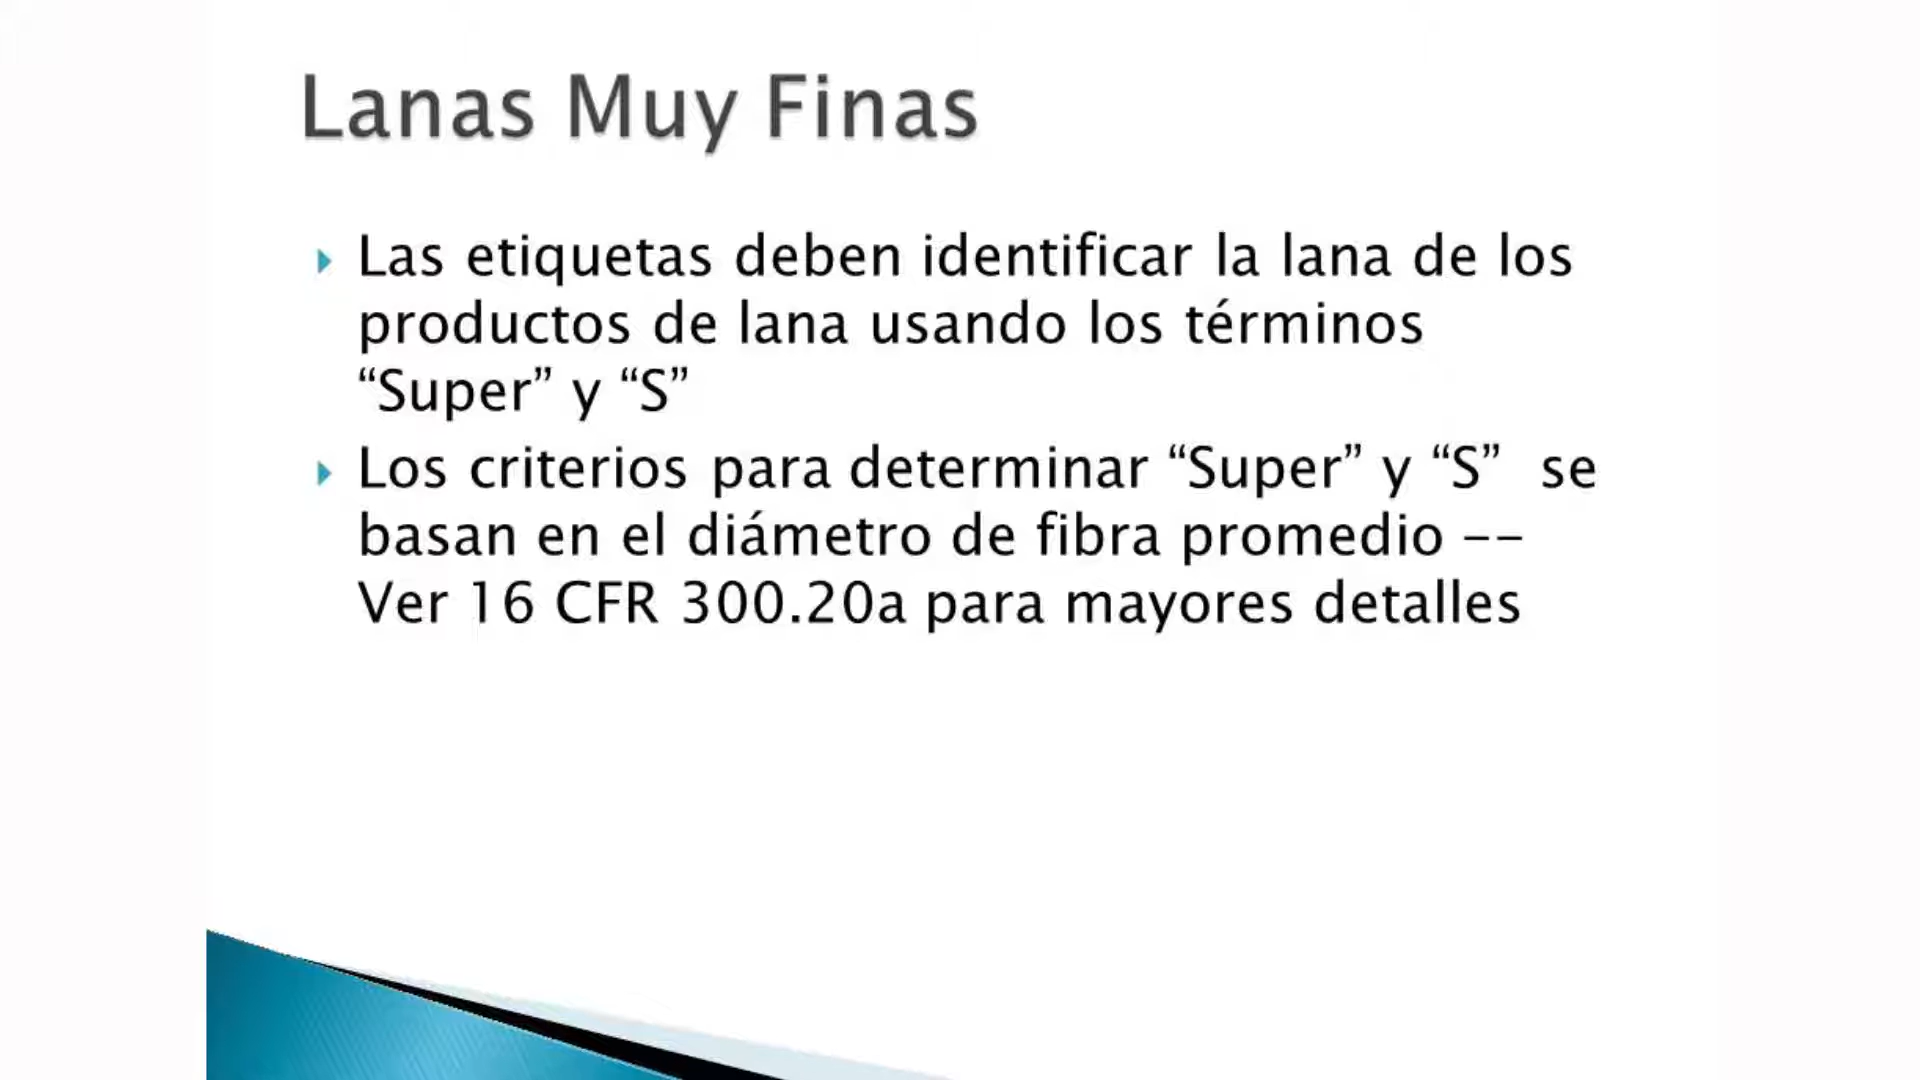 Lanas Muy Finas
Las etiquetas deben identificar la lana de los
productos de lana usando los términos
“Super” y “S”
Los criterios para determinar “Super” y “S”  se
basan en el diámetro de fibra promedio --
Ver 16 CFR 300.20a para mayores detalles